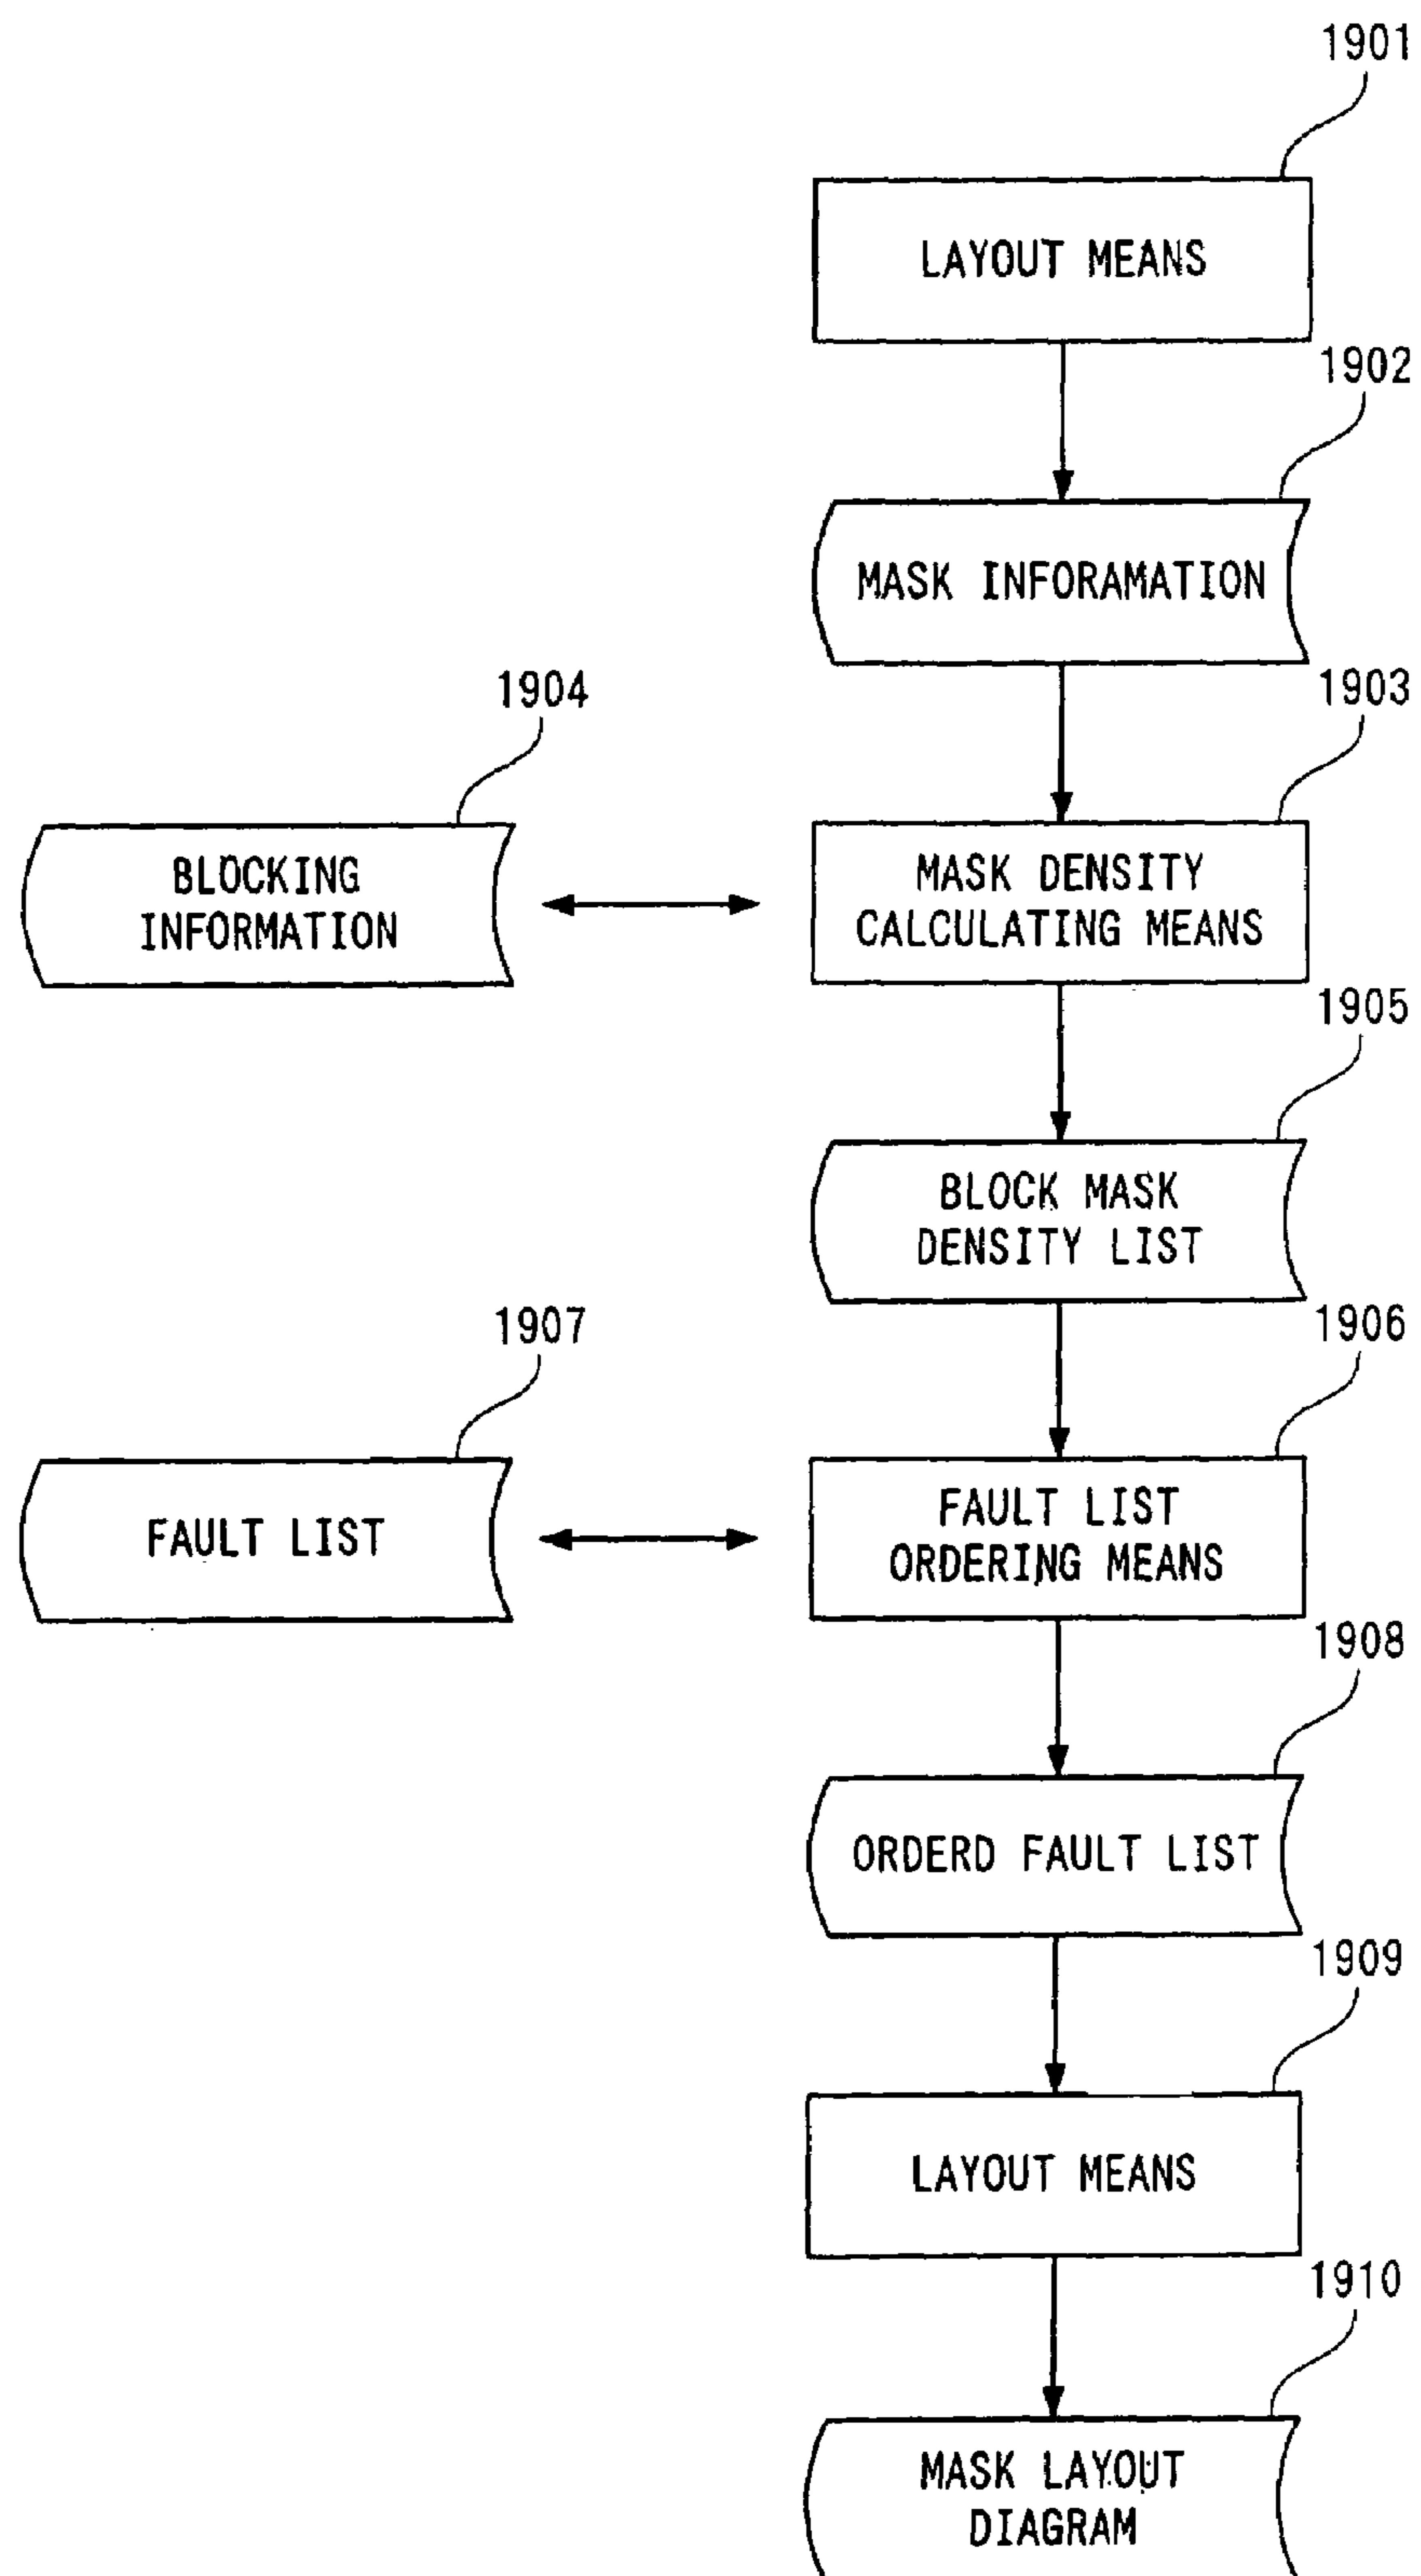 1901
LAYOUT MEANS
1902
MASK INFORAMATION
1904
1903
BLOCKING
INFORMATION
MASK DENSITY
CALCULATING MEANS
1905
BLOCK MASK
DENSITY LIST
1907
1906
FAULT LIST
FAULT LIST
ORDERING MEANS
1908
ORDERD FAULT LIST
1909
LAYOUT MEANS
1910
MASK LAYOUT
DIAGRAM